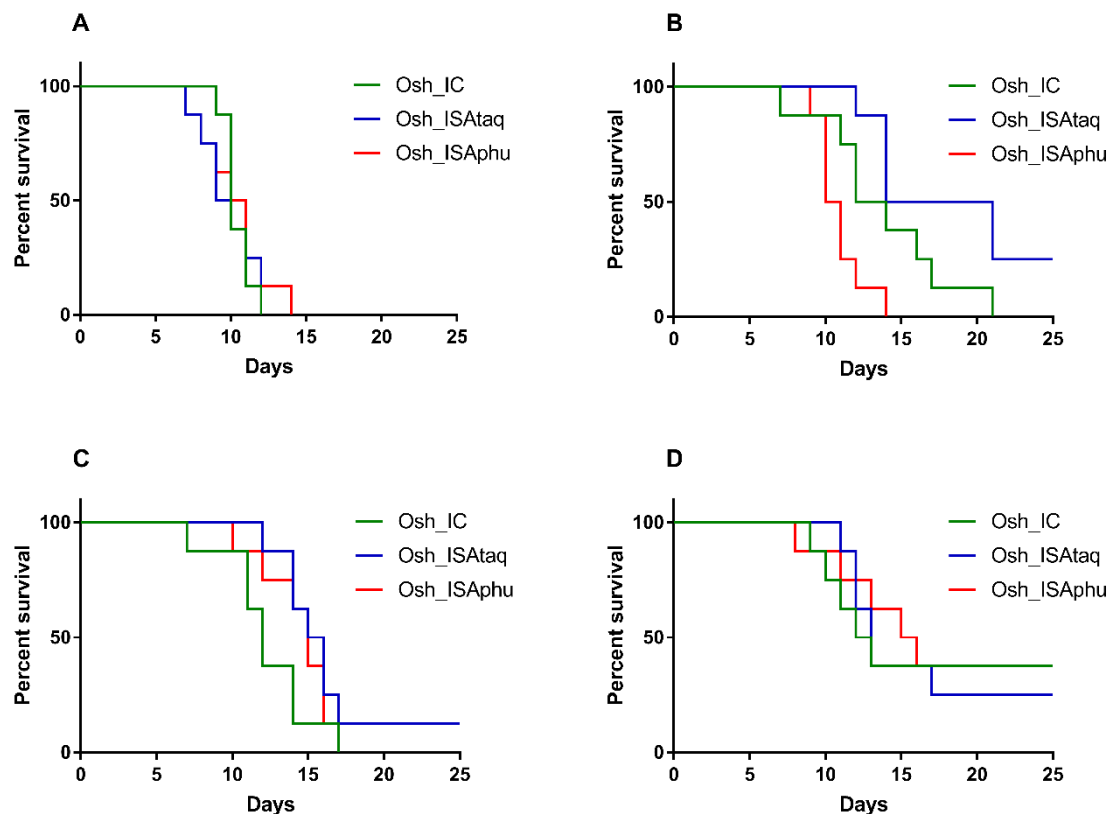 A
Percent survival
100
50
0
Osh_IC
Osh_ISAtaq
Osh_ISAphu
0 5 10 15 20 25
Days
B
Percent survival
100
50
0
Osh_IC
Osh_ISAtaq
Osh_ISAphu
0 5 10 15 20 25
Days
C
Percent survival
100
50
0
Osh_IC
Osh_ISAtaq
Osh_ISAphu
0 5 10 15 20 25
Days
D
Percent survival
100
50
0
Osh_IC
Osh_ISAtaq
Osh_ISAphu
0 5 10 15 20 25
Days